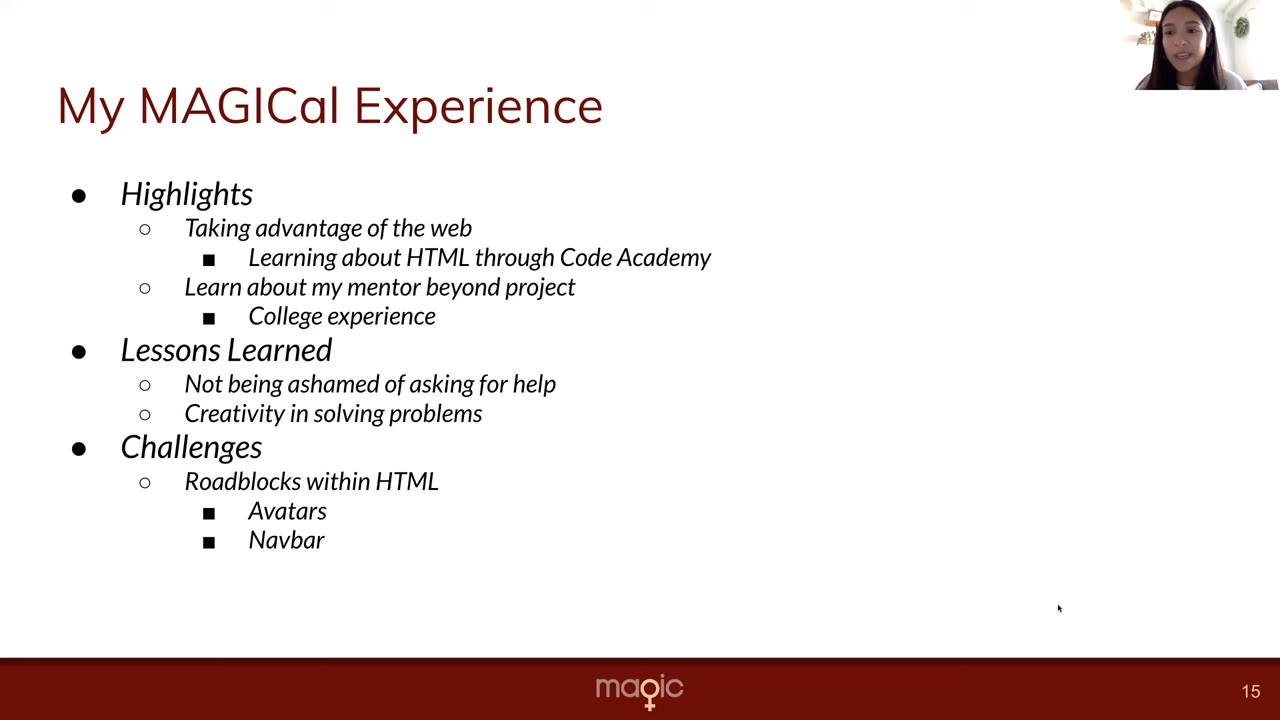 My MAGICal Experience
● Highlights
○ Taking advantage of the web
■ Learning about HTML through Code Academy
○ Learn about my mentor beyond project
■ College experience
● Lessons Learned
○ Not being ashamed of asking for help
○ Creativity in solving problems
● Challenges
○ Roadblocks within HTML
■ Avatars
■ Navbar
magic
15